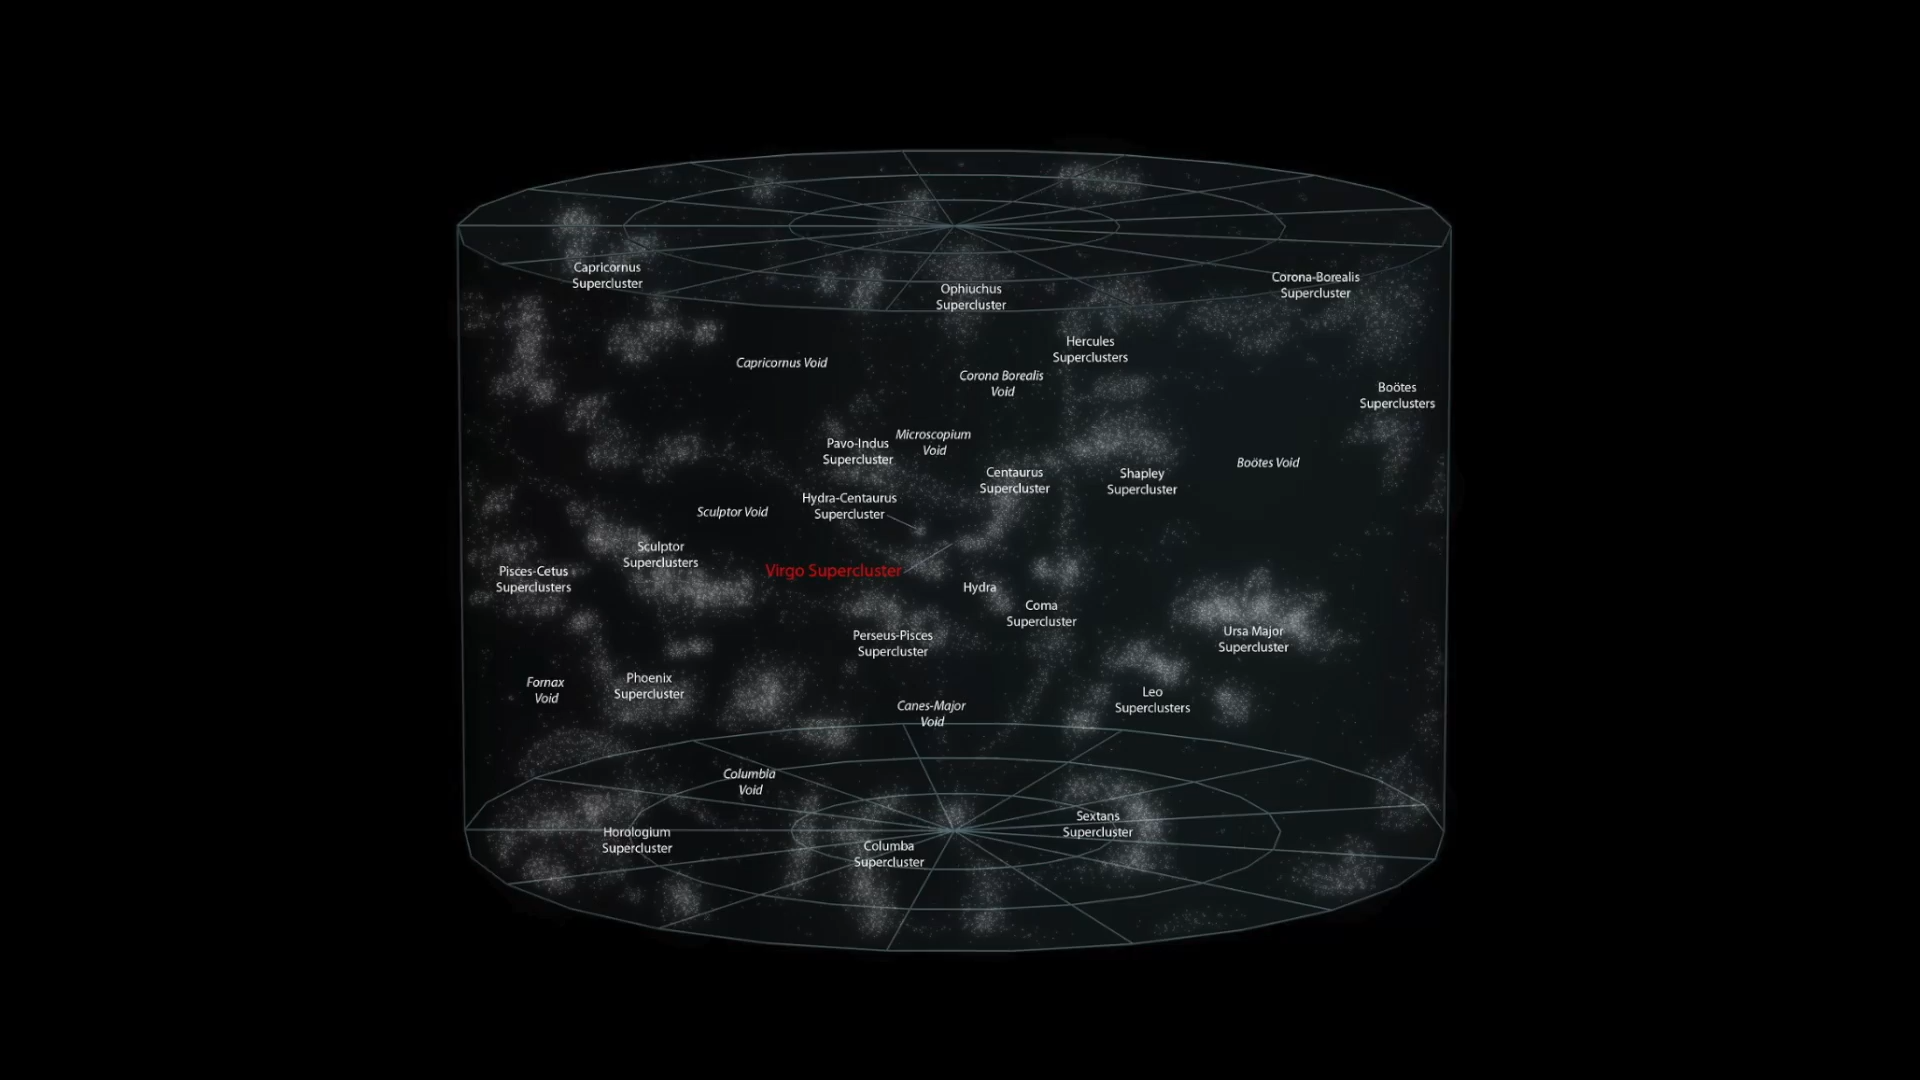 Capricornus
Supercluster
Ophiuchus
Supercluster
Corona-Borealis
Supercluster
Hercules
Superclusters
Capricornus Void
Corona Borealis
Void
Boötes
Superclusters
Pavo-Indus
Supercluster
Microscopium
Void
Centaurus
Supercluster
Shapley
Supercluster
Boötes Void
Hydra-Centaurus
Supercluster
Sculptor Void
Sculptor
Superclusters
Pisces-Cetus
Superclusters
Virgo Supercluster
Hydra
Coma
Supercluster
Perseus-Pisces
Supercluster
Ursa Major
Supercluster
Fornax
Void
Phoenix
Supercluster
Leo
Superclusters
Canes-Major
Void
Columbia
Void
Horologium
Supercluster
Columba
Supercluster
Sextans
Supercluster